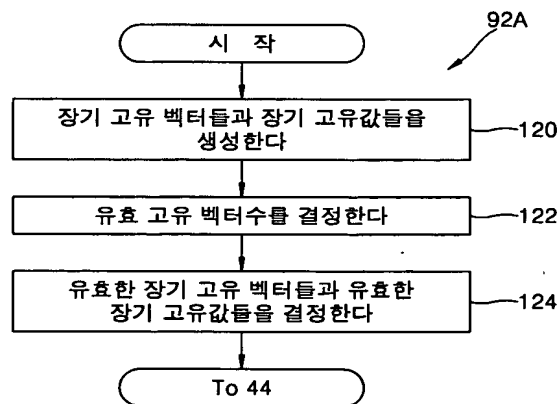 92A
시 작
장기 고유 벡터들과 장기 고유값들을
생성한다
120
유효 고유 벡터수를 결정한다
122
유효한 장기 고유 벡터들과 유효한
장기 고유값들을 결정한다
124
To 44